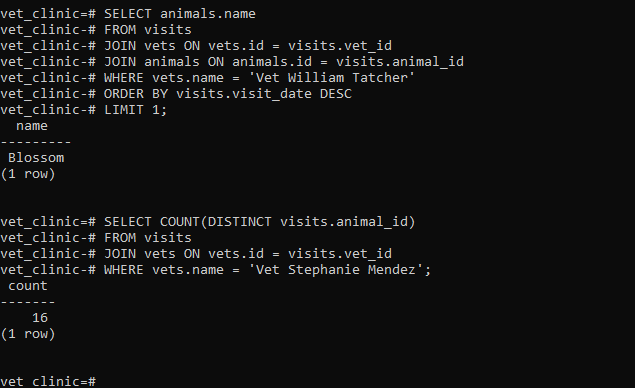 vet_clinic=# SELECT animals.name
vet_clinic-# FROM visits
vet_clinic-# JOIN vets ON vets.id = visits.vet_id
vet_clinic-# JOIN animals ON animals.id = visits.animal_id
vet_clinic-# WHERE vets.name = 'Vet William Tatcher'
vet_clinic-# ORDER BY visits.visit_date DESC
vet_clinic-# LIMIT 1;
  name
---------
 Blossom
(1 row)

vet_clinic=# SELECT COUNT(DISTINCT visits.animal_id)
vet_clinic-# FROM visits
vet_clinic-# JOIN vets ON vets.id = visits.vet_id
vet_clinic-# WHERE vets.name = 'Vet Stephanie Mendez';
 count
-------
    16
(1 row)

vet_clinic=#